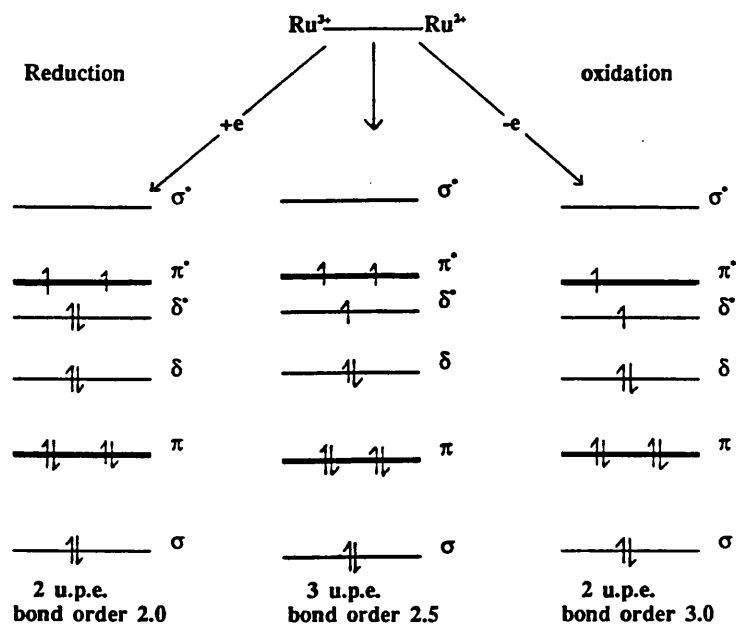 Ru³⁺ Ru²⁺
Reduction
oxidation
+e
-e
σ*
σ*
σ*
π*
π*
π*
δ*
δ*
δ*
δ
δ
δ
π
π
π
σ
σ
σ
2 u.p.e.
bond order 2.0
3 u.p.e.
bond order 2.5
2 u.p.e.
bond order 3.0